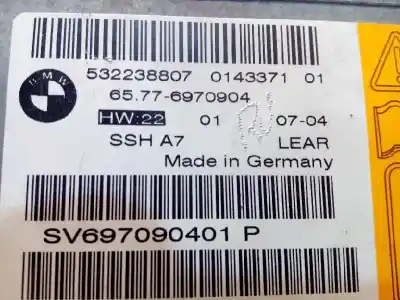 BMW
532238807 0143371 01
65.77-6970904
HW:22 01 07-04
SSH A7 LEAR
Made in Germany
SV697090401 P